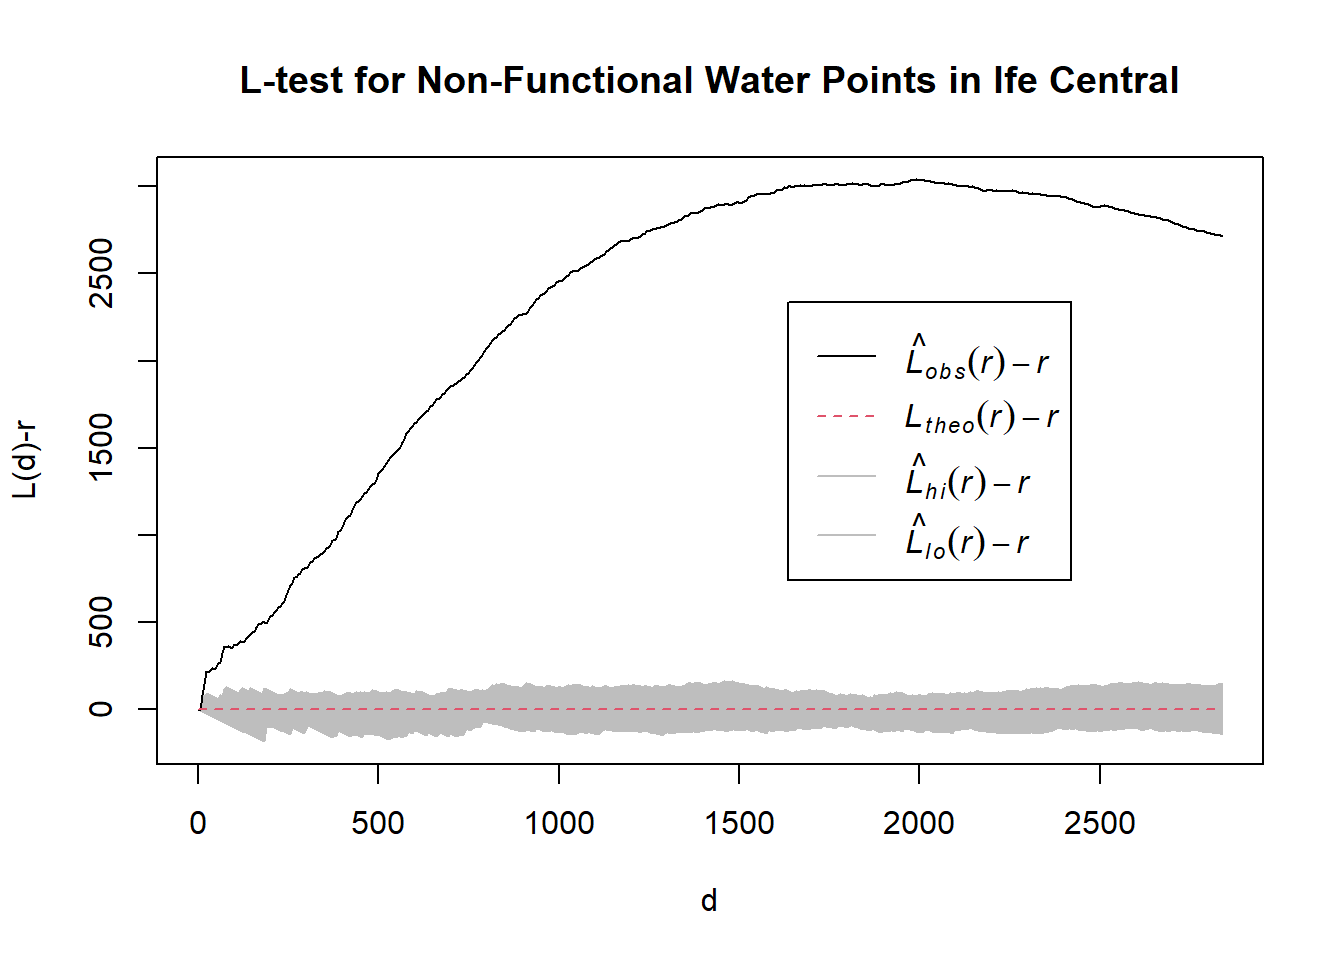 L-test for Non-Functional Water Points in Ife Central
L(d)-r
2500
1500
500
0
L̂obs(r) − r
Ltheo(r) − r
L̂hi(r) − r
L̂lo(r) − r
0 500 1000 1500 2000 2500
d